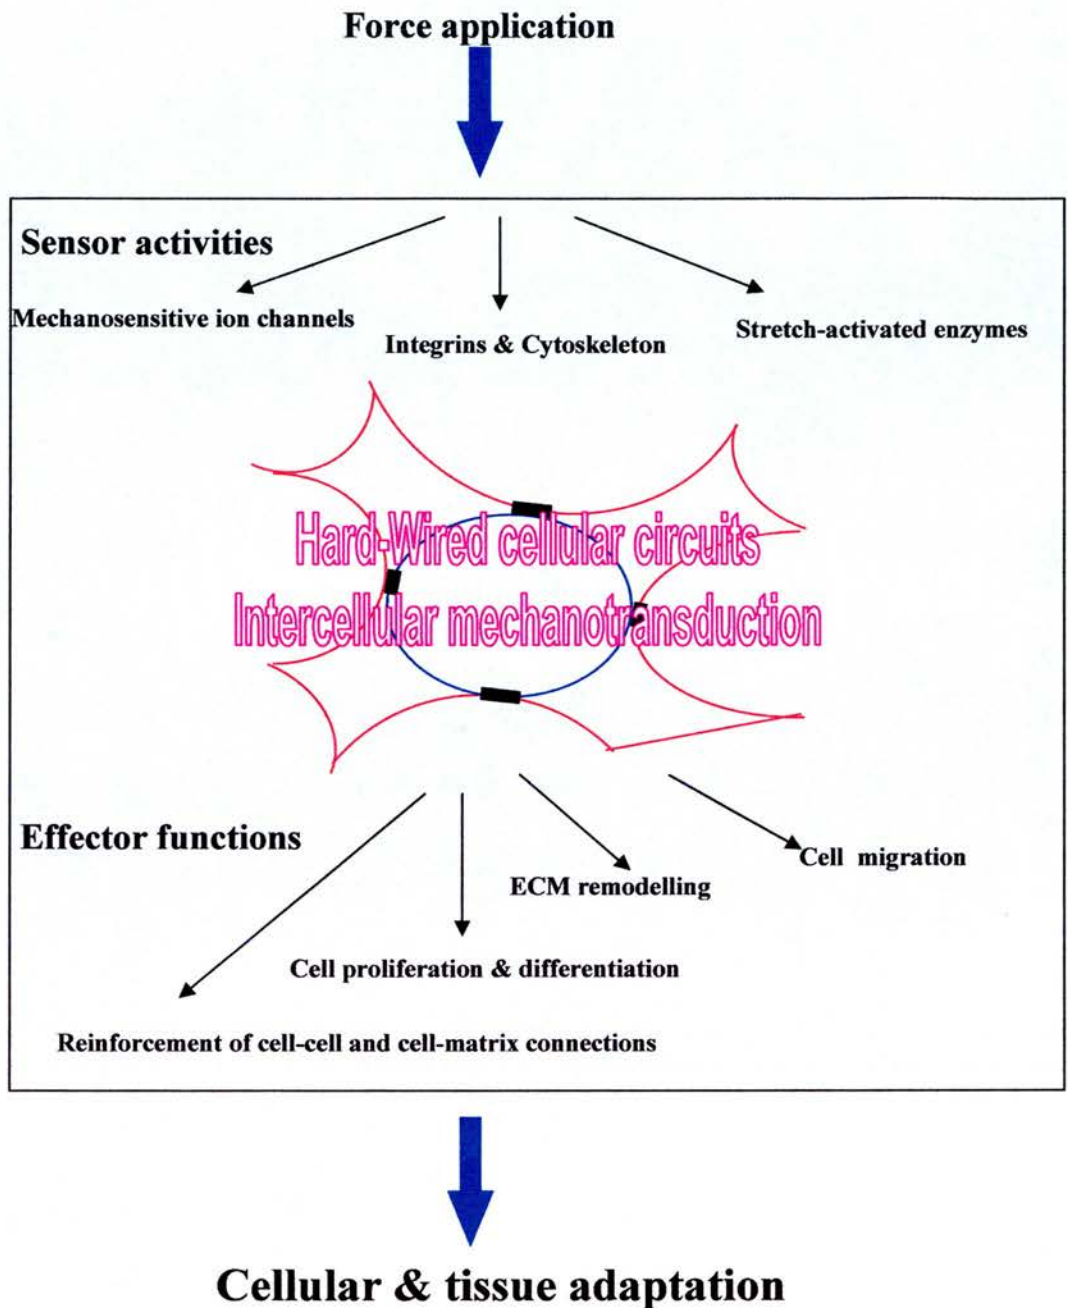 Force application
Sensor activities
Mechanosensitive ion channels
Integrins & Cytoskeleton
Stretch-activated enzymes
Hard-Wired cellular circuits
Intercellular mechanotransduction
Effector functions
Cell migration
ECM remodelling
Cell proliferation & differentiation
Reinforcement of cell-cell and cell-matrix connections
Cellular & tissue adaptation